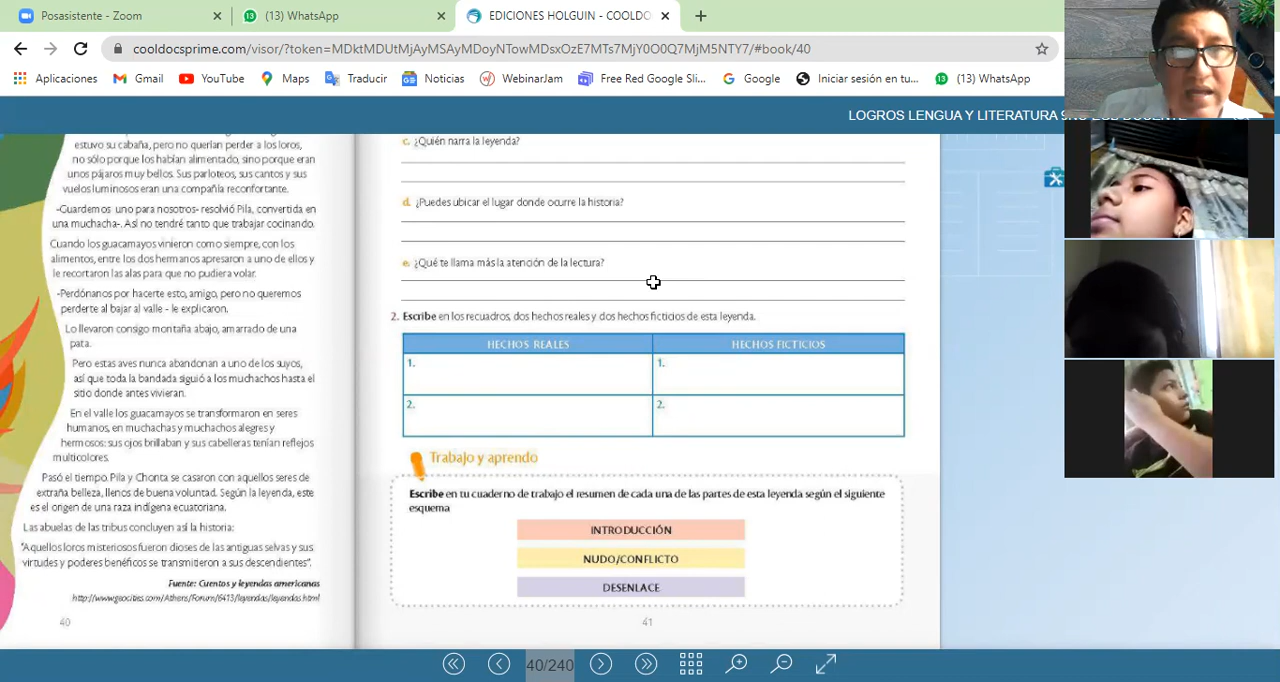 Posasistente - Zoom
(13) WhatsApp
EDICIONES HOLGUIN - COOLDO
cooldocsprime.com/visor/?token=MDktMDUtMjAyMSAyMDoyNTowMDsxOzE7MTs7MjY0O0Q7MjM5NTY7/#book/40
Aplicaciones
Gmail
YouTube
Maps
Traducir
Noticias
WebinarJam
Free Red Google Sli...
Google
Iniciar sesión en tu...
(13) WhatsApp
LOGROS LENGUA Y LITERATURA 9NO EGB DOCENTE
estuvo su cabaña, pero no querían perder a los loros,
no sólo porque los habían alimentado, sino porque eran
unos pájaros muy bellos. Sus parloteos, sus cantos y sus
vuelos luminosos eran una compañía reconfortante.
-Guardemos uno para nosotros- resolvió Pila, convertida en
una muchacha-. Así no tendré tanto que trabajar cocinando.
Cuando los guacamayos vinieron como siempre, con los
alimentos, entre los dos hermanos apresaron a uno de ellos y
le recortaron las alas para que no pudiera volar.
-Perdónanos por hacerte esto, amigo, pero no queremos
perderte al bajar al valle - le explicaron.
Lo llevaron consigo montaña abajo, amarrado de una
pata.
Pero estas aves nunca abandonan a uno de los suyos,
así que toda la bandada siguió a los muchachos hasta el
sitio donde antes vivieran.
En el valle los guacamayos se transformaron en seres
humanos, en muchachas y muchachos alegres y
hermosos: sus ojos brillaban y sus cabelleras tenían reflejos
multicolores.
Pasó el tiempo. Pila y Chonta se casaron con aquellos seres de
extraña belleza, llenos de buena voluntad. Según la leyenda, este
es el origen de una raza indígena ecuatoriana.
Las abuelas de las tribus concluyen así la historia:
"Aquellos loros misteriosos fueron dioses de las antiguas selvas y sus
virtudes y poderes benéficos se transmitieron a sus descendientes".
Fuente: Cuentos y leyendas americanas
http://www.geocities.com/Athens/Forum/6413/leyendas/leyendas.html
40
c. ¿Quién narra la leyenda?
d. ¿Puedes ubicar el lugar donde ocurre la historia?
e. ¿Qué te llama más la atención de la lectura?
2. Escribe en los recuadros, dos hechos reales y dos hechos ficticios de esta leyenda.
HECHOS REALES
HECHOS FICTICIOS
1.
1.
2.
2.
Trabajo y aprendo
Escribe en tu cuaderno de trabajo el resumen de cada una de las partes de esta leyenda según el siguiente
esquema
INTRODUCCIÓN
NUDO/CONFLICTO
DESENLACE
41
40/240